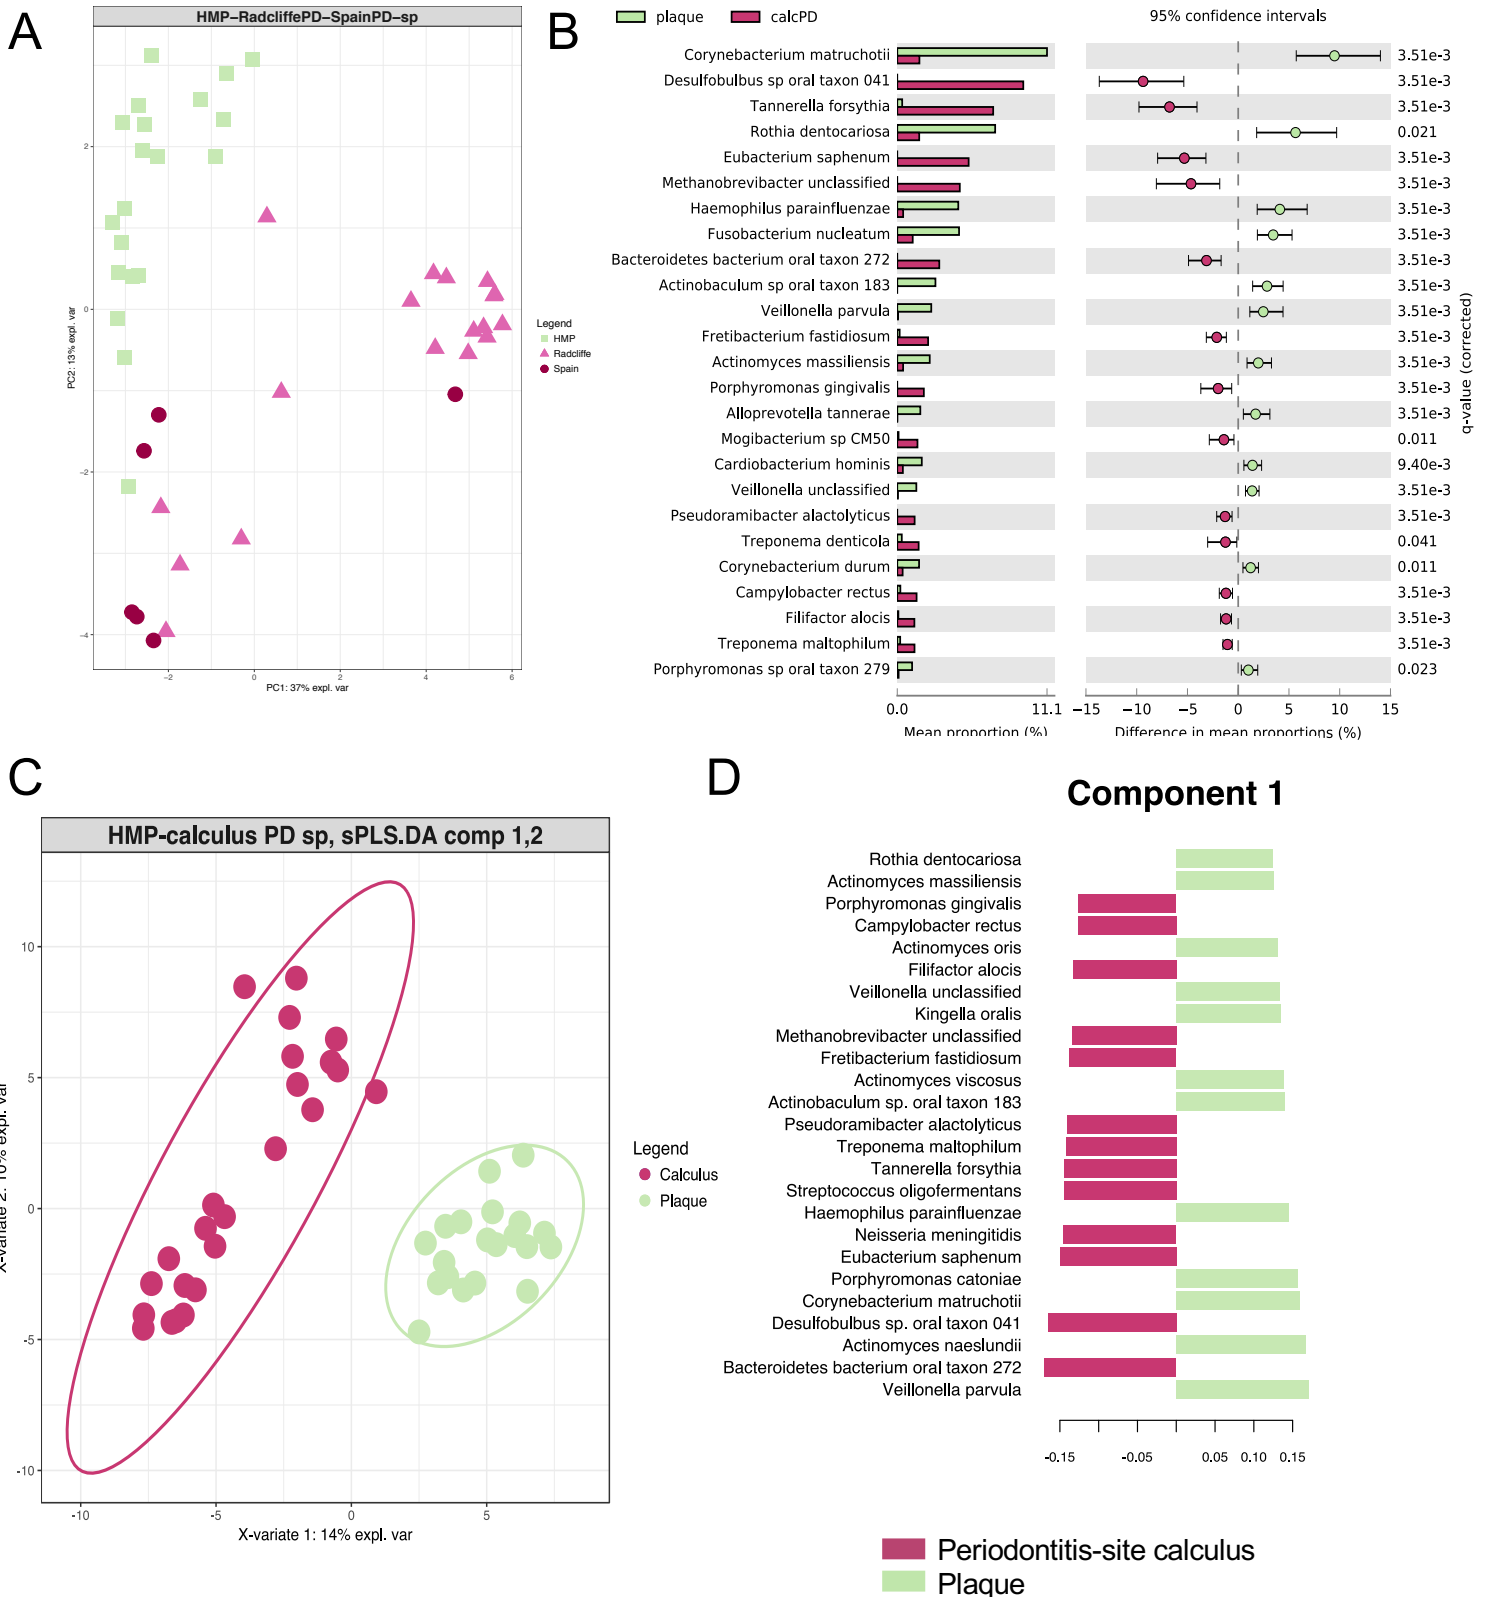 A
HMP−RadcliffePD−SpainPD−sp
2
0
−2
−4
−2
0
2
4
6
PC1: 37% expl. var
PC2: 13% expl. var
Legend
HMP
Radcliffe
Spain
B
plaque
calcPD
95% confidence intervals
Corynebacterium matruchotii
3.51e-3
Desulfobulbus sp oral taxon 041
3.51e-3
Tannerella forsythia
3.51e-3
Rothia dentocariosa
0.021
Eubacterium saphenum
3.51e-3
Methanobrevibacter unclassified
3.51e-3
Haemophilus parainfluenzae
3.51e-3
Fusobacterium nucleatum
3.51e-3
Bacteroidetes bacterium oral taxon 272
3.51e-3
Actinobaculum sp oral taxon 183
3.51e-3
Veillonella parvula
3.51e-3
Fretibacterium fastidiosum
3.51e-3
Actinomyces massiliensis
3.51e-3
Porphyromonas gingivalis
3.51e-3
Alloprevotella tannerae
3.51e-3
Mogibacterium sp CM50
0.011
Cardiobacterium hominis
9.40e-3
Veillonella unclassified
3.51e-3
Pseudoramibacter alactolyticus
3.51e-3
Treponema denticola
0.041
Corynebacterium durum
0.011
Campylobacter rectus
3.51e-3
Filifactor alocis
3.51e-3
Treponema maltophilum
3.51e-3
Porphyromonas sp oral taxon 279
0.023
q-value (corrected)
0.0
11.1
−15
−10
−5
0
5
10
15
Mean proportion (%)
Difference in mean proportions (%)
C
HMP-calculus PD sp, sPLS.DA comp 1,2
10
5
0
-5
-10
-10
-5
0
5
X-variate 1: 14% expl. var
X-variate 2: 10% expl. var
Legend
Calculus
Plaque
D
Component 1
Rothia dentocariosa
Actinomyces massiliensis
Porphyromonas gingivalis
Campylobacter rectus
Actinomyces oris
Filifactor alocis
Veillonella unclassified
Kingella oralis
Methanobrevibacter unclassified
Fretibacterium fastidiosum
Actinomyces viscosus
Actinobaculum sp. oral taxon 183
Pseudoramibacter alactolyticus
Treponema maltophilum
Tannerella forsythia
Streptococcus oligofermentans
Haemophilus parainfluenzae
Neisseria meningitidis
Eubacterium saphenum
Porphyromonas catoniae
Corynebacterium matruchotii
Desulfobulbus sp. oral taxon 041
Actinomyces naeslundii
Bacteroidetes bacterium oral taxon 272
Veillonella parvula
-0.15
-0.05
0.05
0.10
0.15
Periodontitis-site calculus
Plaque